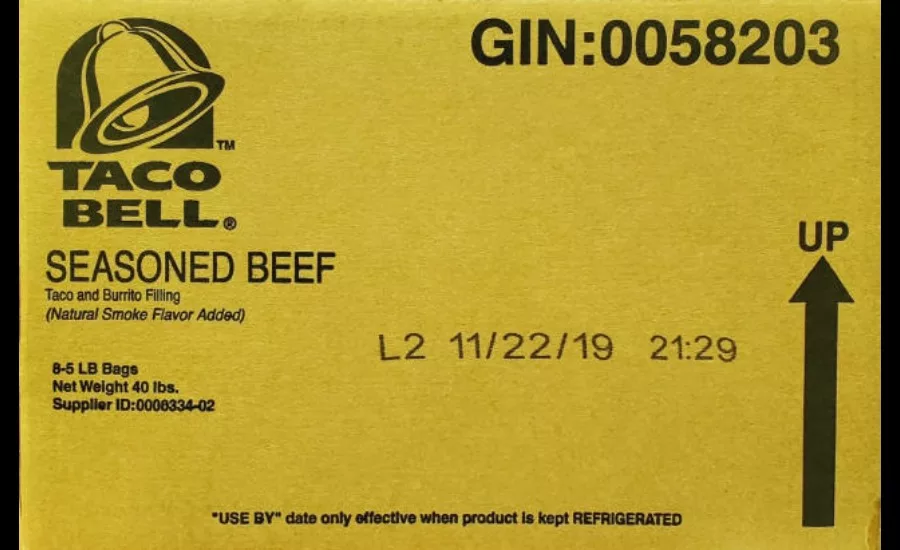 GIN:0058203
TM
TACO
BELL®
SEASONED BEEF
Taco and Burrito Filling
(Natural Smoke Flavor Added)
UP
L2 11/22/19 21:29
8-5 LB Bags
Net Weight 40 lbs.
Supplier ID:0006334-02
"USE BY" date only effective when product is kept REFRIGERATED